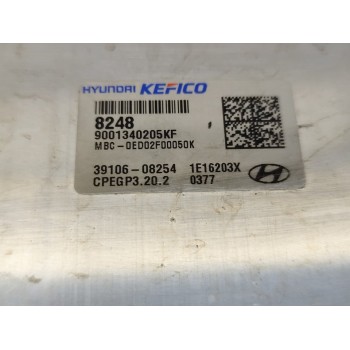 HYUNDAI KEFICO
8248
9001340205KF
MBC-0ED02F00050K
39106-08254 1E16203X
CPEGP3.20.2 0377